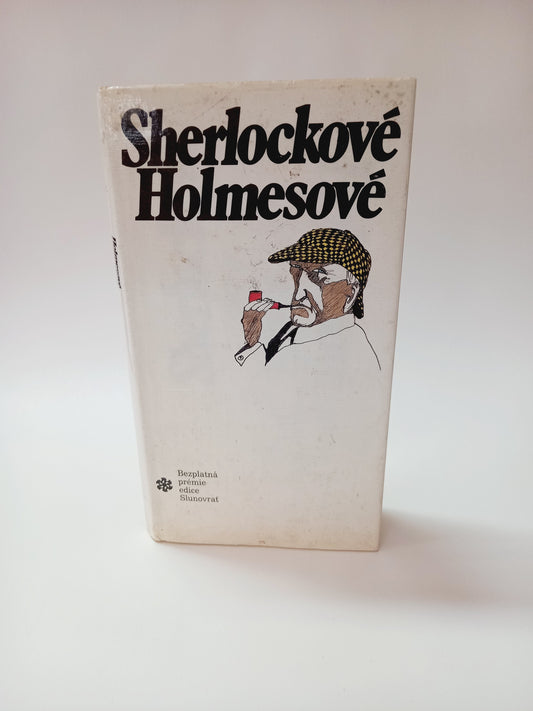 Sherlockové
Holmesové
Bezplatná
prémie
edice
Slunovrat